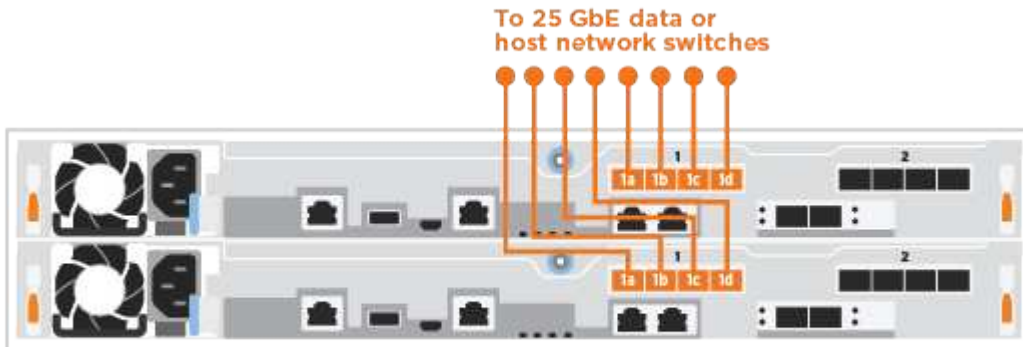 To 25 GbE data or
host network switches
1 2
1a 1b 1c 1d
1 2
1a 1b 1c 1d